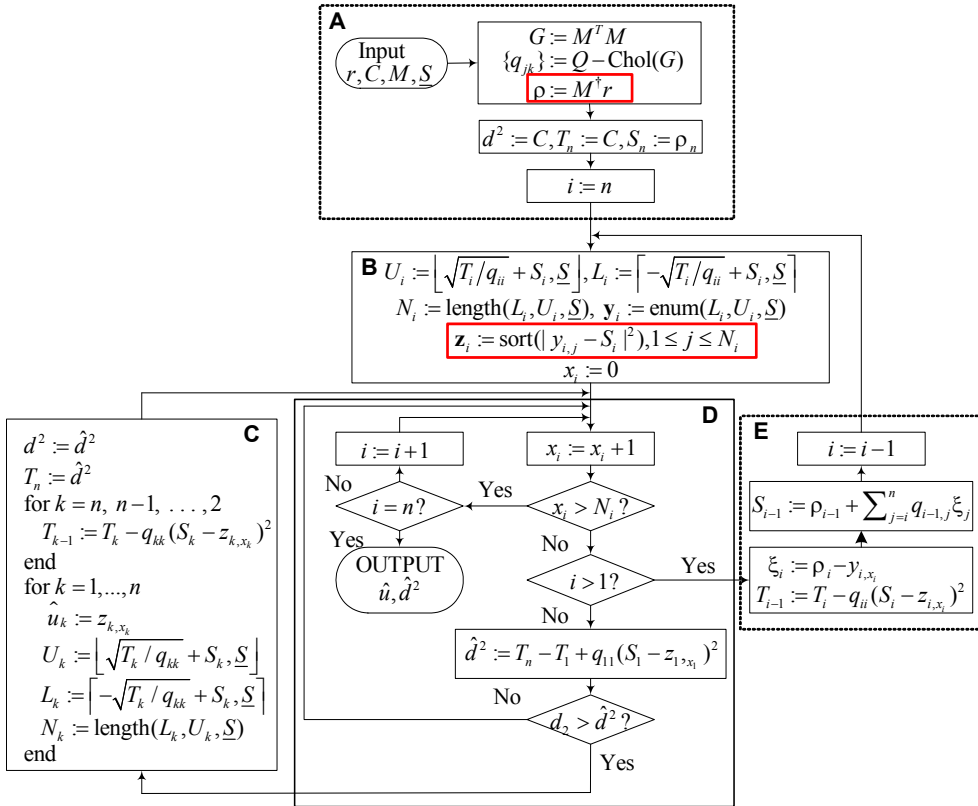 A
Input
r, C, M, S̲
G := MᵀM
{q_jk} := Q − Chol(G)
ρ := M†r
d² := C, T_n := C, S_n := ρ_n
i := n
B
U_i := ⌊√(T_i/q_ii) + S_i, S̲⌋, L_i := ⌈−√(T_i/q_ii) + S_i, S̲⌉
N_i := length(L_i, U_i, S̲), y_i := enum(L_i, U_i, S̲)
z_i := sort(| y_i,j − S_i |²), 1 ≤ j ≤ N_i
x_i := 0
C
d² := d̂²
T_n := d̂²
for k = n, n−1, . . . , 2
T_k−1 := T_k − q_kk(S_k − z_k,x_k)²
end
for k = 1,...,n
û_k := z_k,x_k
U_k := ⌊√(T_k / q_kk) + S_k, S̲⌋
L_k := ⌈−√(T_k / q_kk) + S_k, S̲⌉
N_k := length(L_k, U_k, S̲)
end
D
i := i+1
x_i := x_i +1
No
i = n?
Yes
x_i > N_i ?
Yes
OUTPUT
û, d̂²
No
i > 1?
Yes
No
d̂² := T_n − T_1 + q_11(S_1 − z_1,x_1)²
No
d_2 > d̂² ?
Yes
E
i := i−1
S_i−1 := ρ_i−1 + ∑_{j=i}^{n} q_i−1,j ξ_j
ξ_i := ρ_i − y_i,x_i
T_i−1 := T_i − q_ii(S_i − z_i,x_i)²